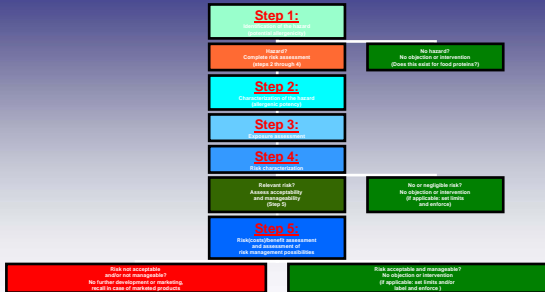 Step 1:
Hazard?
Complete risk assessment
(steps 2 through 4)
No hazard?
No objection or intervention
(Does this exist for food proteins?)
Step 2:
Characterization of the hazard
(allergenic potency)
Step 3:
Exposure assessment
Step 4:
Risk characterization
Relevant risk?
Assess acceptability
and manageability
(Step 5)
No or negligible risk?
No objection or intervention
(if applicable: set limits
and enforce)
Step 5:
Risk(costs)/benefit assessment
and assessment of
risk management possibilities
Risk not acceptable
and/or not manageable?
No further development or marketing,
recall in case of marketed products
Risk acceptable and manageable?
No objection or intervention
(if applicable: set limits and/or
label and enforce )